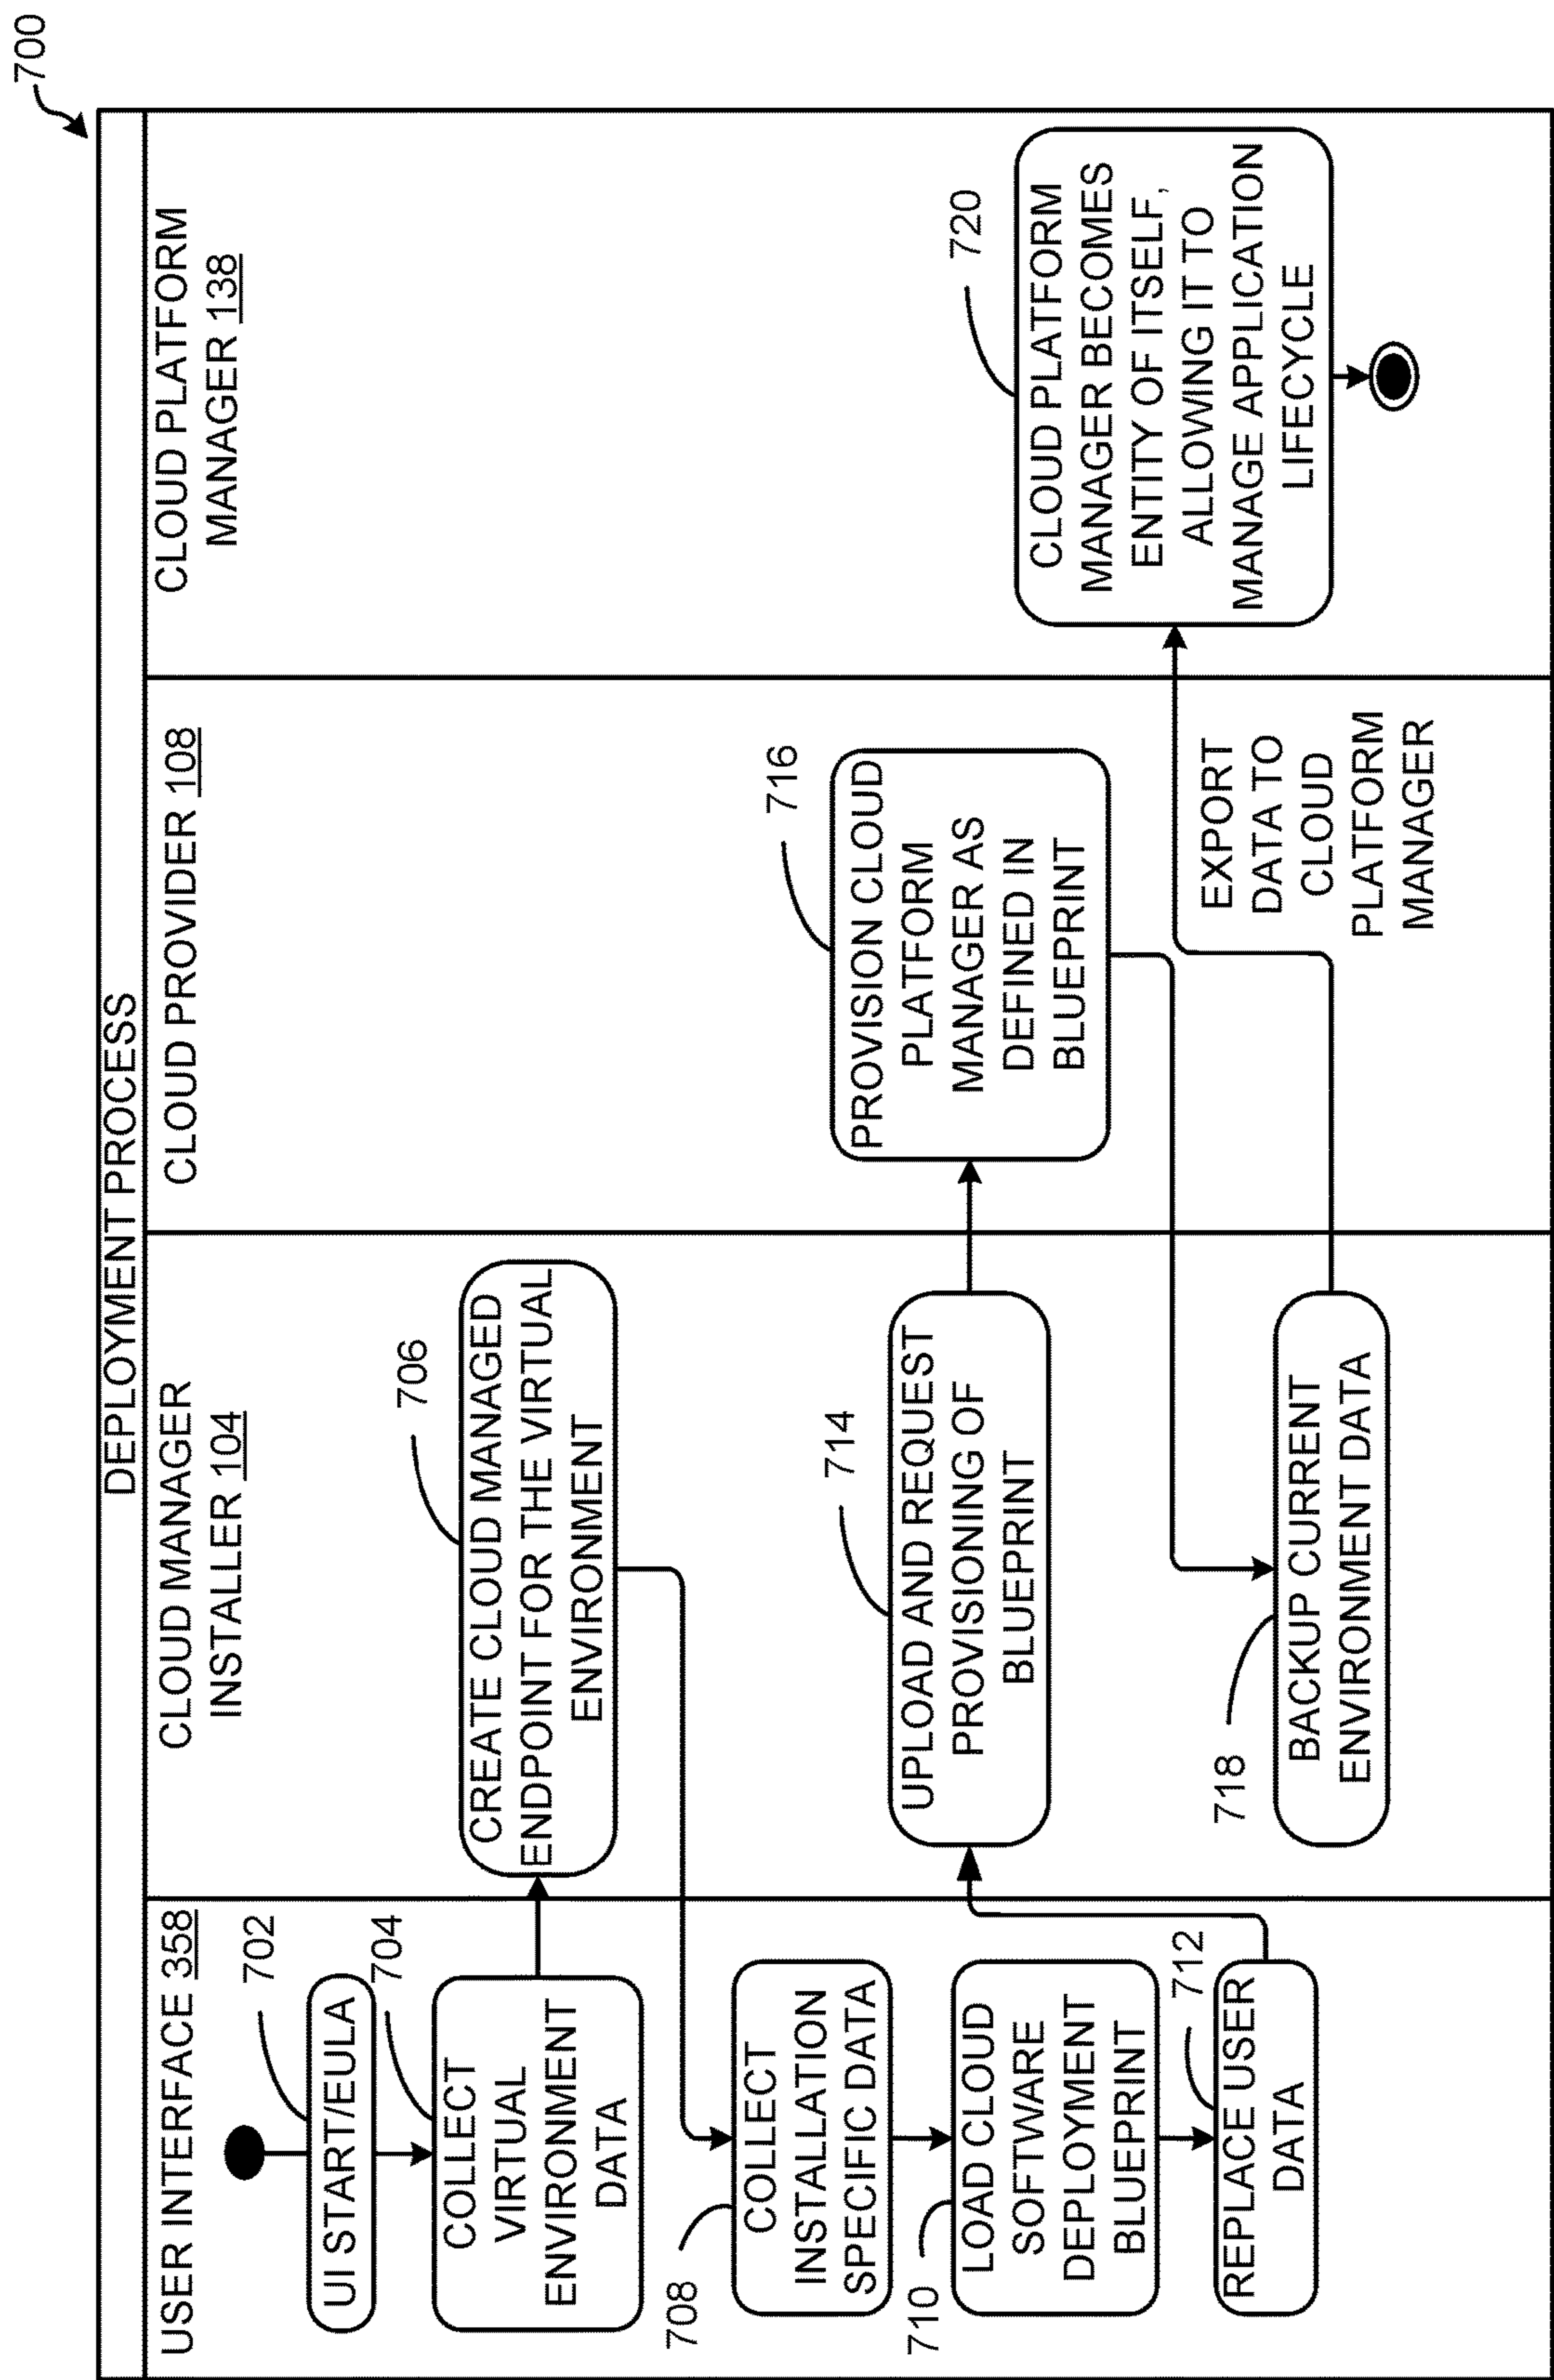 700
DEPLOYMENT PROCESS
USER INTERFACE 358
CLOUD MANAGER
INSTALLER 104
CLOUD PROVIDER 108
CLOUD PLATFORM
MANAGER 138
702
UI START/EULA
704
COLLECT
VIRTUAL
ENVIRONMENT
DATA
706
CREATE CLOUD MANAGED
ENDPOINT FOR THE VIRTUAL
ENVIRONMENT
708
COLLECT
INSTALLATION
SPECIFIC DATA
710
LOAD CLOUD
SOFTWARE
DEPLOYMENT
BLUEPRINT
712
REPLACE USER
DATA
714
UPLOAD AND REQUEST
PROVISIONING OF
BLUEPRINT
716
PROVISION CLOUD
PLATFORM
MANAGER AS
DEFINED IN
BLUEPRINT
718
BACKUP CURRENT
ENVIRONMENT DATA
EXPORT
DATA TO
CLOUD
PLATFORM
MANAGER
720
CLOUD PLATFORM
MANAGER BECOMES
ENTITY OF ITSELF,
ALLOWING IT TO
MANAGE APPLICATION
LIFECYCLE